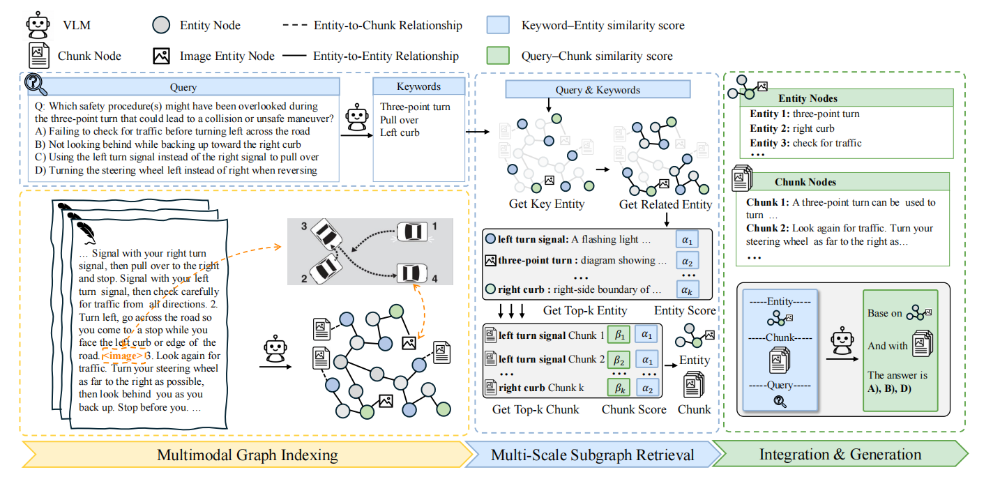 VLM
Entity Node
Entity-to-Chunk Relationship
Keyword–Entity similarity score
Chunk Node
Image Entity Node
Entity-to-Entity Relationship
Query–Chunk similarity score
Query
Q: Which safety procedure(s) might have been overlooked during
the three-point turn that could lead to a collision or unsafe maneuver?
A) Failing to check for traffic before turning left across the road
B) Not looking behind while backing up toward the right curb
C) Using the left turn signal instead of the right signal to pull over
D) Turning the steering wheel left instead of right when reversing
Keywords
Three-point turn
Pull over
Left curb
… Signal with your right turn
signal, then pull over to the right
and stop. Signal with your left
turn signal, then check carefully
for traffic from all directions. 2.
Turn left, go across the road so
you come to a stop while you
face the left curb or edge of the
road. <image> 3. Look again for
traffic. Turn your steering wheel
as far to the right as possible,
then look behind you as you
back up. Stop before you. …
3
1
2
4
Multimodal Graph Indexing
Query & Keywords
Get Key Entity
Get Related Entity
left turn signal: A flashing light …
α1
three-point turn : diagram showing …
α2
…
…
right curb : right-side boundary of …
αk
Get Top-k Entity
Entity Score
left turn signal Chunk 1
β1
α1
left turn signal Chunk 2
β2
α1
…
…
…
right curb Chunk k
βk
α2
Get Top-k Chunk
Chunk Score
Entity
Chunk
Multi-Scale Subgraph Retrieval
Entity Nodes
Entity 1: three-point turn
Entity 2: right curb
Entity 3: check for traffic
…
Chunk Nodes
Chunk 1: A three-point turn can be used to
turn …
Chunk 2: Look again for traffic. Turn your
steering wheel as far to the right as…
…
-----Entity-----
-----Chunk-----
-----Query-----
Base on
And with
The answer is
A), B), D)
Integration & Generation